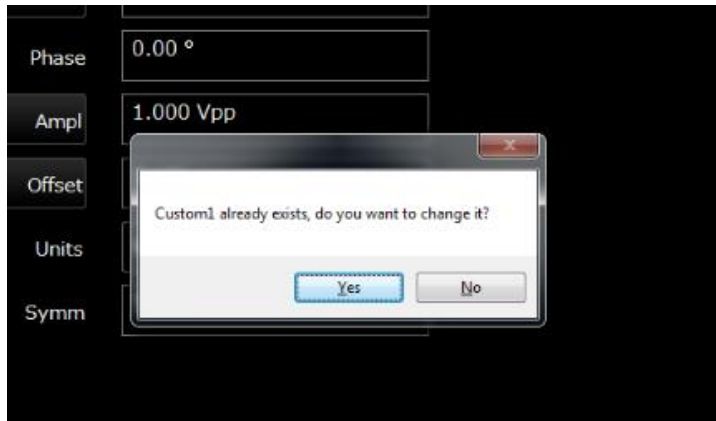 Phase
0.00 °
Ampl
1.000 Vpp
Offset
Custom1 already exists, do you want to change it?
Units
Yes
No
Symm